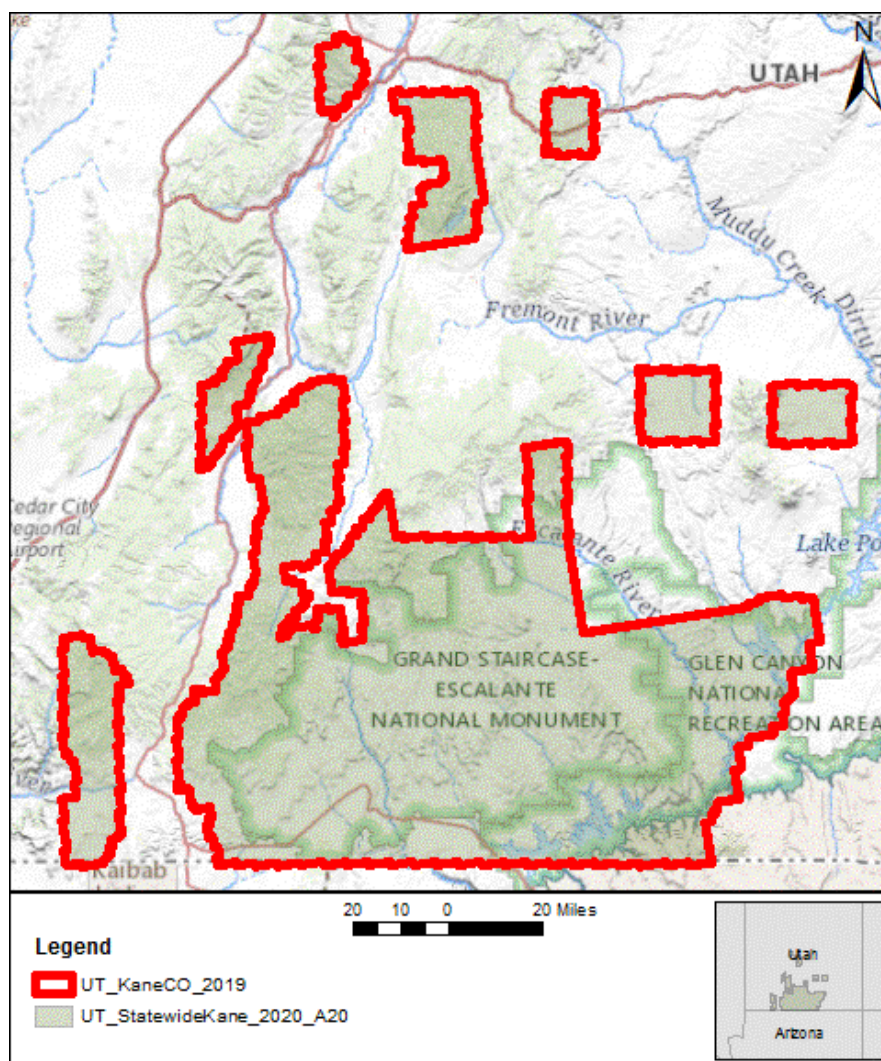 ke
N
UTAH
Muddy Creek
Dirty D
Fremont River
Cedar City
Regional
Airport
Escalante River
Lake Po
GRAND STAIRCASE-
ESCALANTE
NATIONAL MONUMENT
GLEN CANYON
NATIONAL
RECREATION AREA
Kaibab
20 10 0 20 Miles
Legend
UT_KaneCO_2019
UT_StatewideKane_2020_A20
Utah
Arizona